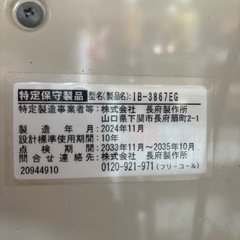 特定保守製品 型名(製品名):IB-3867EG
特定製造事業者等:株式会社 長府製作所
山口県下関市長府扇町2-1
製造年月 2024年11月
設計標準使用期間:10年
点検期間 2033年11月~2035年10月
問合せ連絡先:株式会社 長府製作所
20944910 0120-921-971(フリーコール)